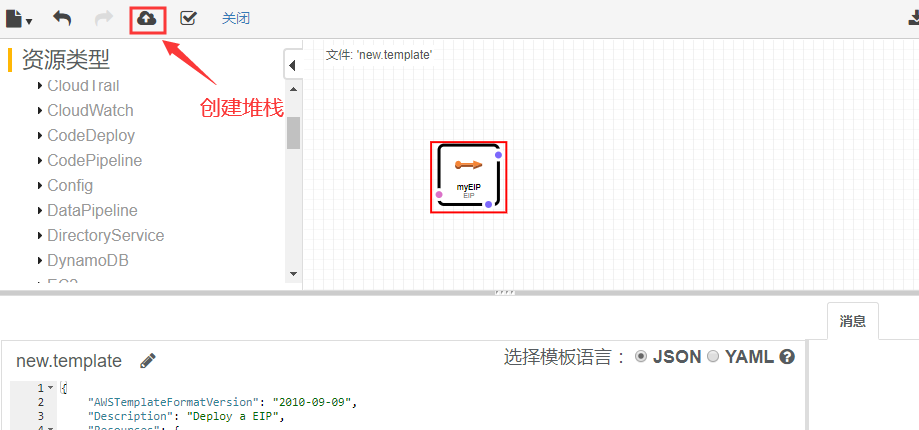 关闭
资源类型
CloudTrail
CloudWatch
CodeDeploy
CodePipeline
Config
DataPipeline
DirectoryService
DynamoDB
创建堆栈
文件: 'new.template'
myEIP
EIP
消息
new.template
选择模板语言： JSON YAML
1 {
2 "AWSTemplateFormatVersion": "2010-09-09",
3 "Description": "Deploy a EIP",
4 "Resources": {